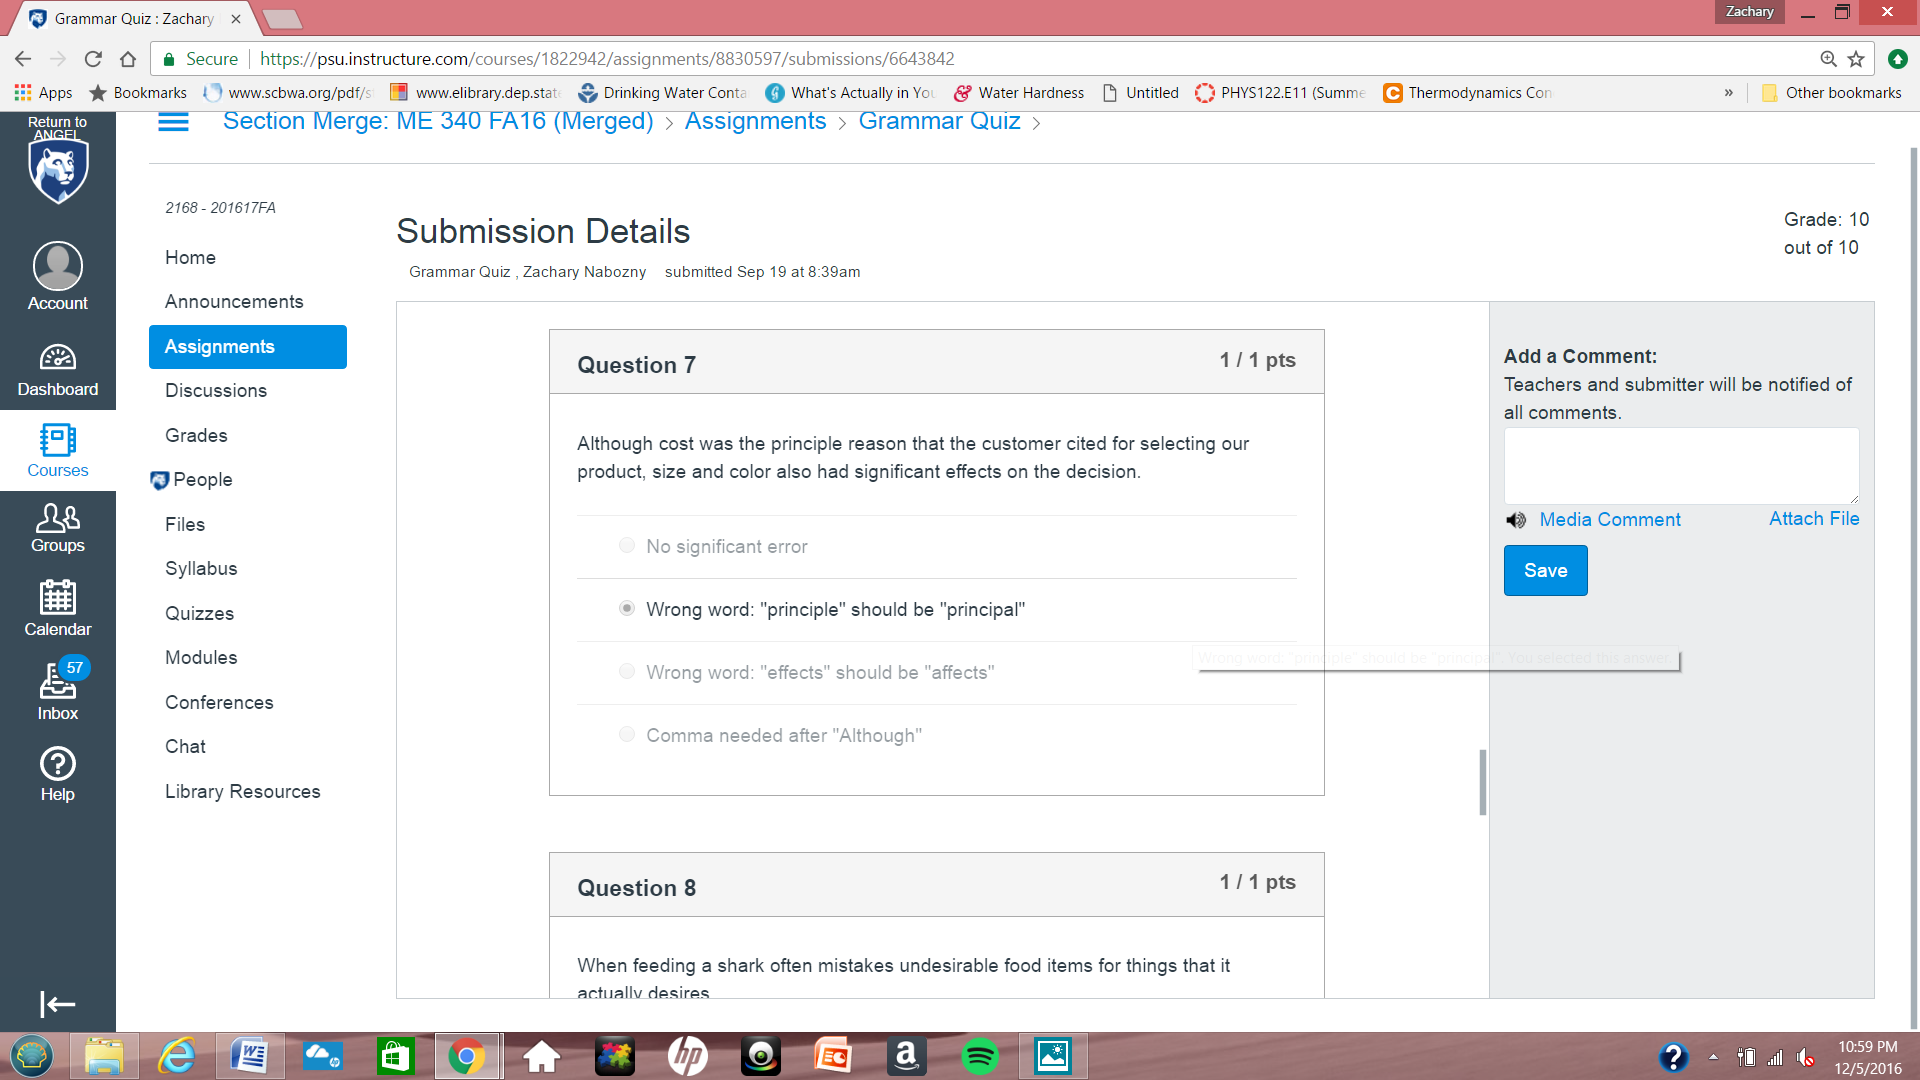 Grammar Quiz : Zachary
Zachary
Secure
https://psu.instructure.com/courses/1822942/assignments/8830597/submissions/6643842
Apps
Bookmarks
www.scbwa.org/pdf/s
www.elibrary.dep.state
Drinking Water Conta
What's Actually in Yo
Water Hardness
Untitled
PHYS122.E11 (Summe
Thermodynamics Con
»
Other bookmarks
Return to
ANGEL
Section Merge: ME 340 FA16 (Merged) > Assignments > Grammar Quiz >
Account
Dashboard
Courses
Groups
Calendar
57
Inbox
Help
2168 - 201617FA
Home
Announcements
Assignments
Discussions
Grades
People
Files
Syllabus
Quizzes
Modules
Conferences
Chat
Library Resources
Submission Details
Grammar Quiz , Zachary Nabozny submitted Sep 19 at 8:39am
Grade: 10
out of 10
Question 7
1 / 1 pts
Although cost was the principle reason that the customer cited for selecting our
product, size and color also had significant effects on the decision.
No significant error
Wrong word: "principle" should be "principal"
Wrong word: "effects" should be "affects"
Comma needed after "Although"
Wrong word: "principle" should be "principal". You selected this answer.
Question 8
1 / 1 pts
When feeding a shark often mistakes undesirable food items for things that it
actually desires
Add a Comment:
Teachers and submitter will be notified of
all comments.
Media Comment
Attach File
Save
hp
10:59 PM
12/5/2016